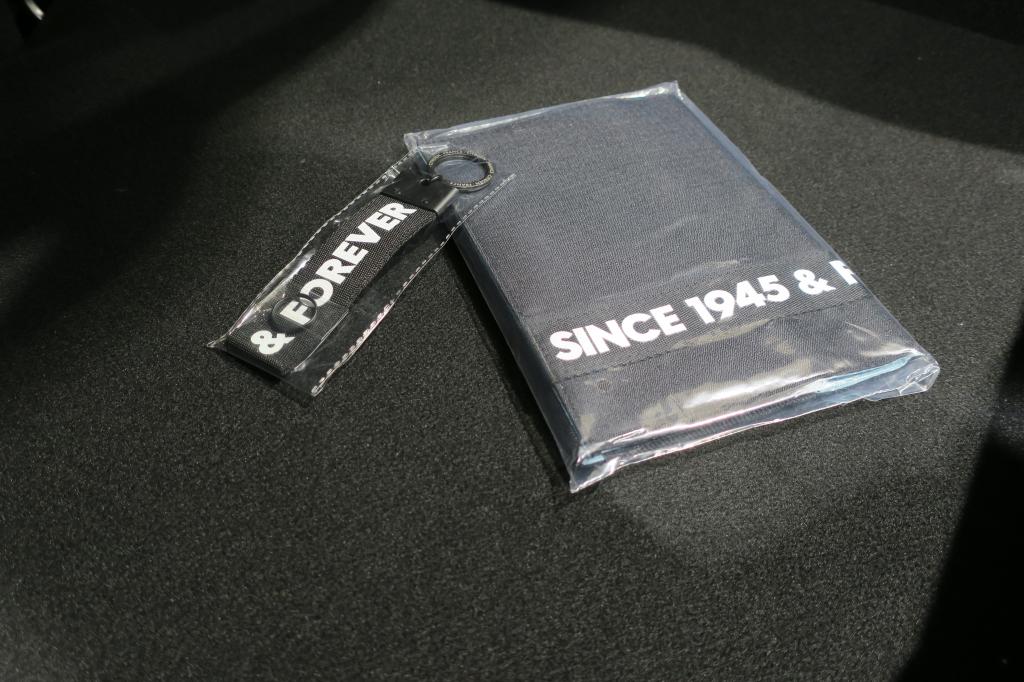 & FOREVER
SINCE 1945 & F